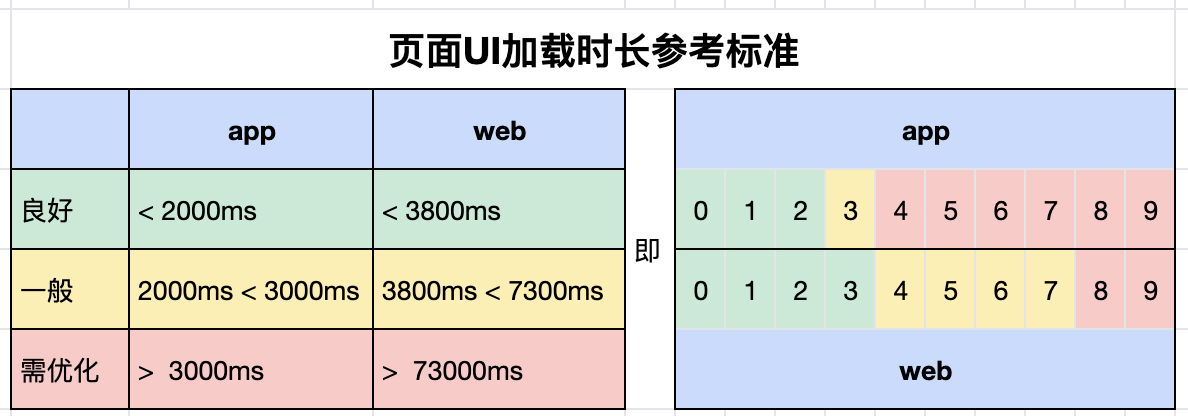 页面UI加载时长参考标准
app web
良好 < 2000ms < 3800ms
一般 2000ms < 3000ms 3800ms < 7300ms
需优化 > 3000ms > 73000ms
即
app
0 1 2 3 4 5 6 7 8 9
0 1 2 3 4 5 6 7 8 9
web